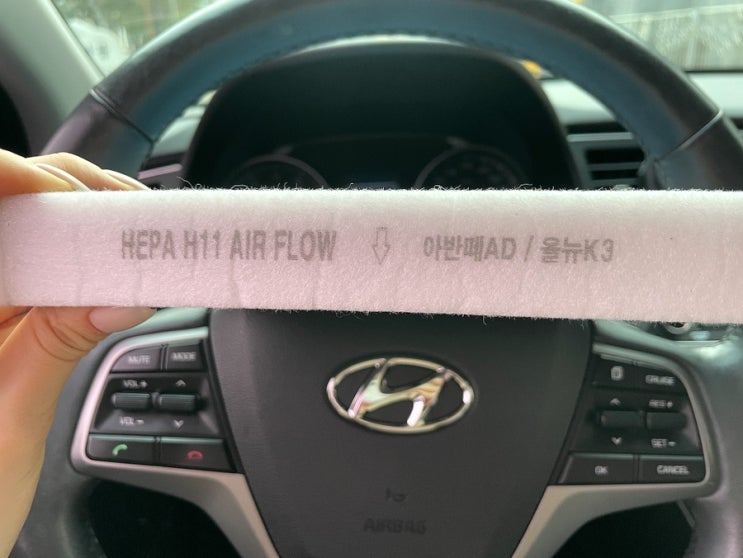 HEPA H11 AIR FLOW ⇩ 아반떼AD / 올뉴K3
MUTE MODE
VOL +
VOL -
CRUISE
RES +
SET -
OK CANCEL
AIRBAG